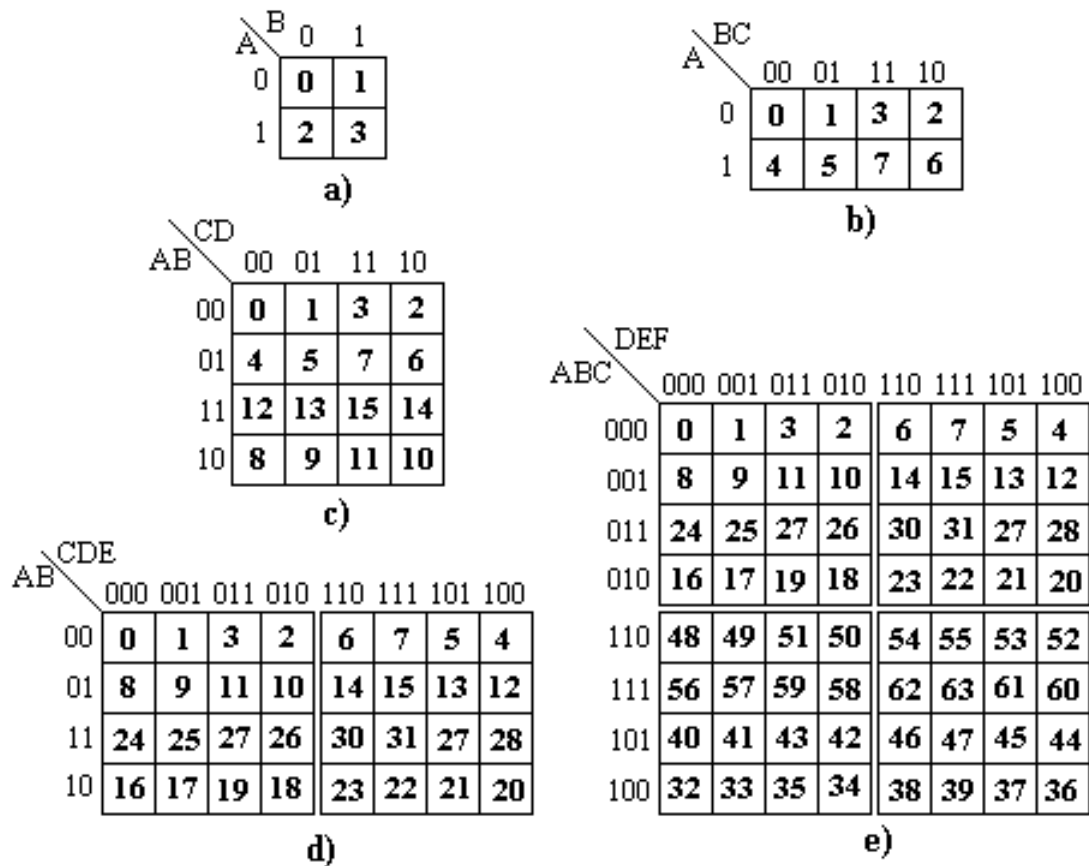 B
A 0 1
0 0 1
1 2 3
a)
BC
A
00 01 11 10
0 0 1 3 2
1 4 5 7 6
b)
CD
AB
00 01 11 10
00 0 1 3 2
01 4 5 7 6
11 12 13 15 14
10 8 9 11 10
c)
CDE
AB
000 001 011 010 110 111 101 100
00 0 1 3 2 6 7 5 4
01 8 9 11 10 14 15 13 12
11 24 25 27 26 30 31 27 28
10 16 17 19 18 23 22 21 20
d)
DEF
ABC
000 001 011 010 110 111 101 100
000 0 1 3 2 6 7 5 4
001 8 9 11 10 14 15 13 12
011 24 25 27 26 30 31 27 28
010 16 17 19 18 23 22 21 20
110 48 49 51 50 54 55 53 52
111 56 57 59 58 62 63 61 60
101 40 41 43 42 46 47 45 44
100 32 33 35 34 38 39 37 36
e)